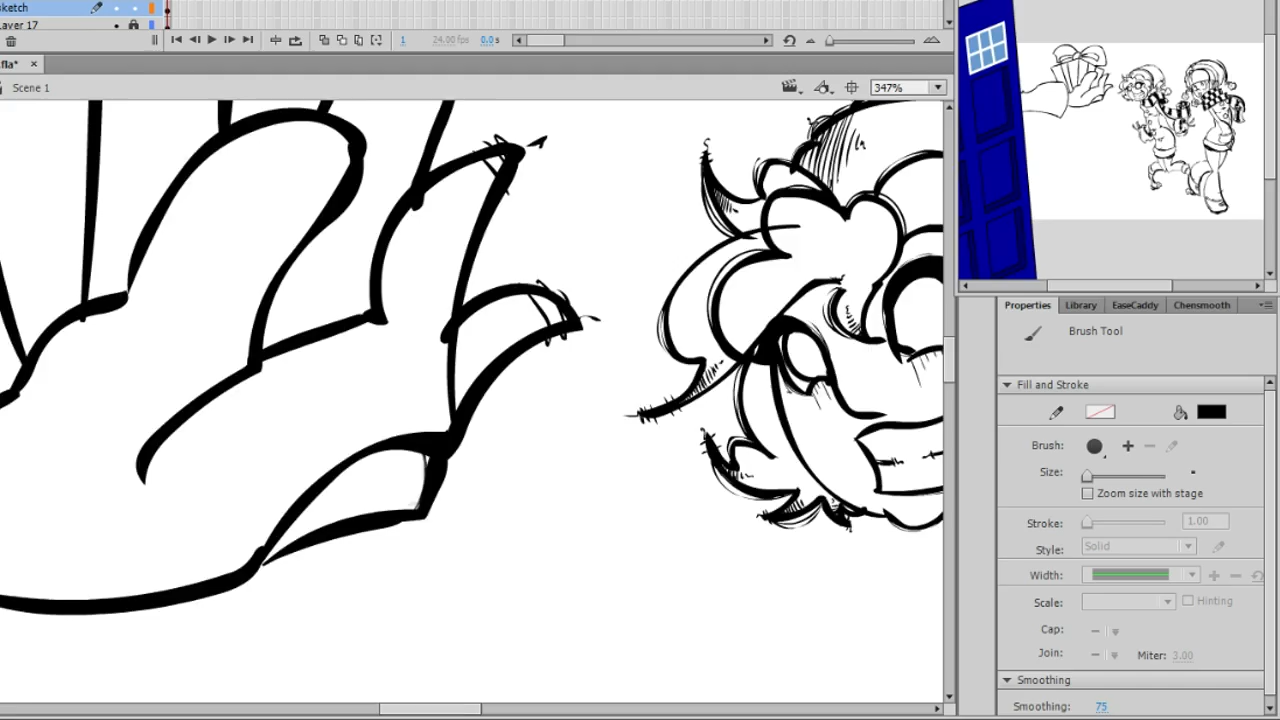 sketch
ayer 17
1
24.00 fps
0.0 s
fla*
Scene 1
347%
Properties
Library
EaseCaddy
Chensmooth
Brush Tool
Fill and Stroke
Brush:
Size:
Zoom size with stage
Stroke:
1.00
Style:
Solid
Width:
Scale:
Hinting
Cap:
Join:
Miter: 3.00
Smoothing
Smoothing:
75